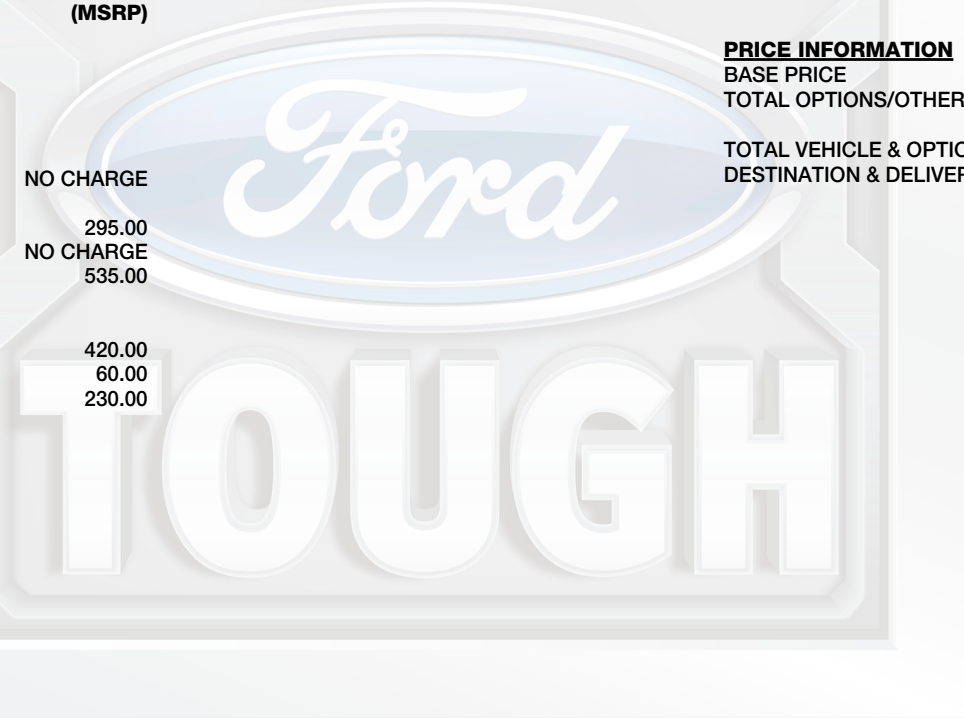 (MSRP)
NO CHARGE
295.00
NO CHARGE
535.00
420.00
60.00
230.00
PRICE INFORMATION
BASE PRICE
TOTAL OPTIONS/OTHER
TOTAL VEHICLE & OPTIO
DESTINATION & DELIVER
Ford
TOUGH